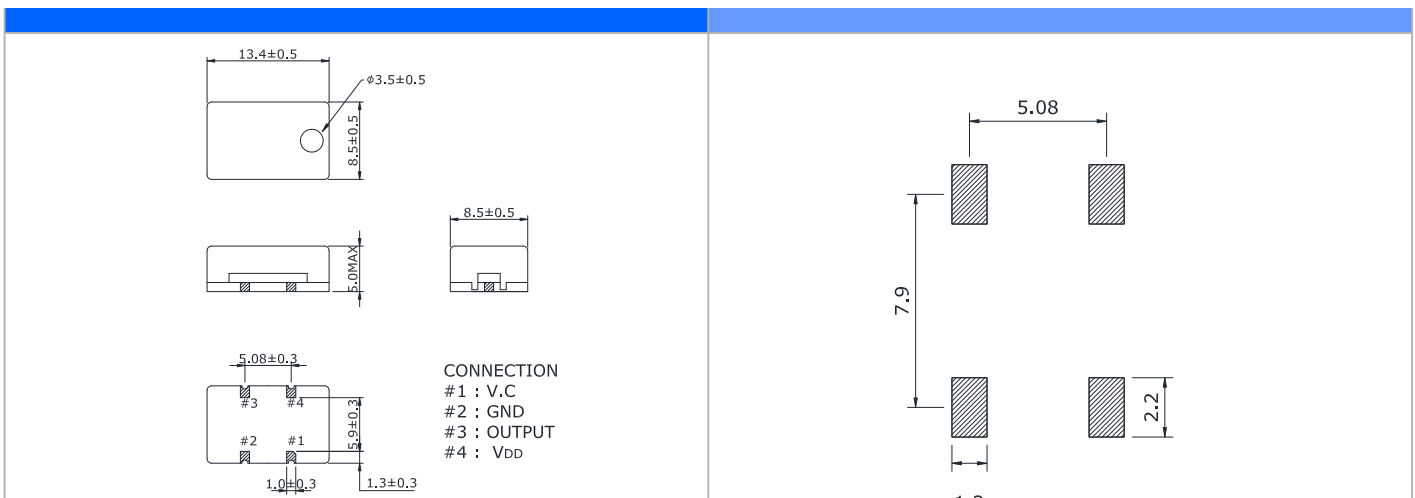 13.4±0.5
ϕ3.5±0.5
8.5±0.5
8.5±0.5
5.0MAX
5.08±0.3
#3
#4
#2
#1
5.9±0.3
1.0±0.3
1.3±0.3
CONNECTION
#1 : V.C
#2 : GND
#3 : OUTPUT
#4 : VDD
5.08
7.9
2.2